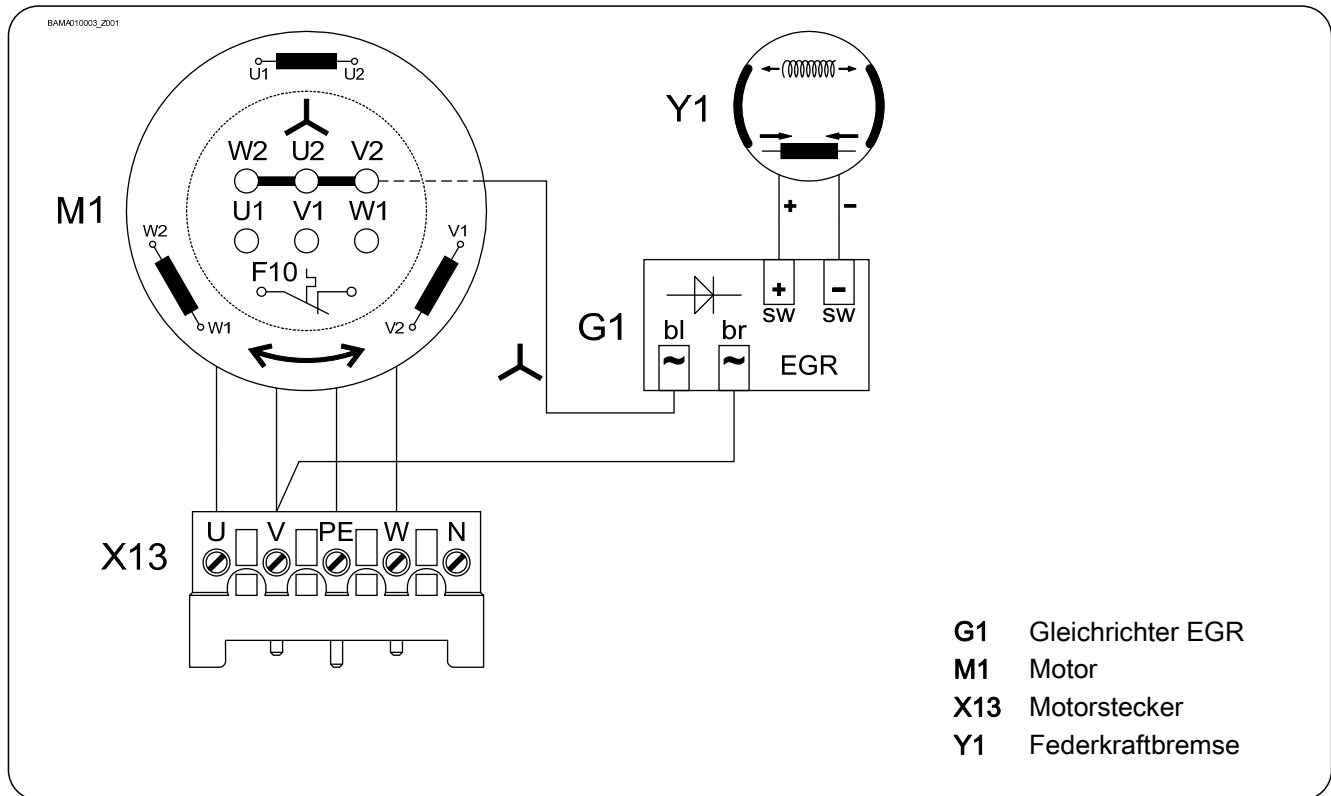 BAMA010003_Z001
U1 U2
W2 U2 V2
U1 V1 W1
M1
W2
V1
F10
W1
V2
Y1
+ -
+ -
sw sw
G1
bl br
~ ~
EGR
U V PE W N
X13
G1 Gleichrichter EGR
M1 Motor
X13 Motorstecker
Y1 Federkraftbremse